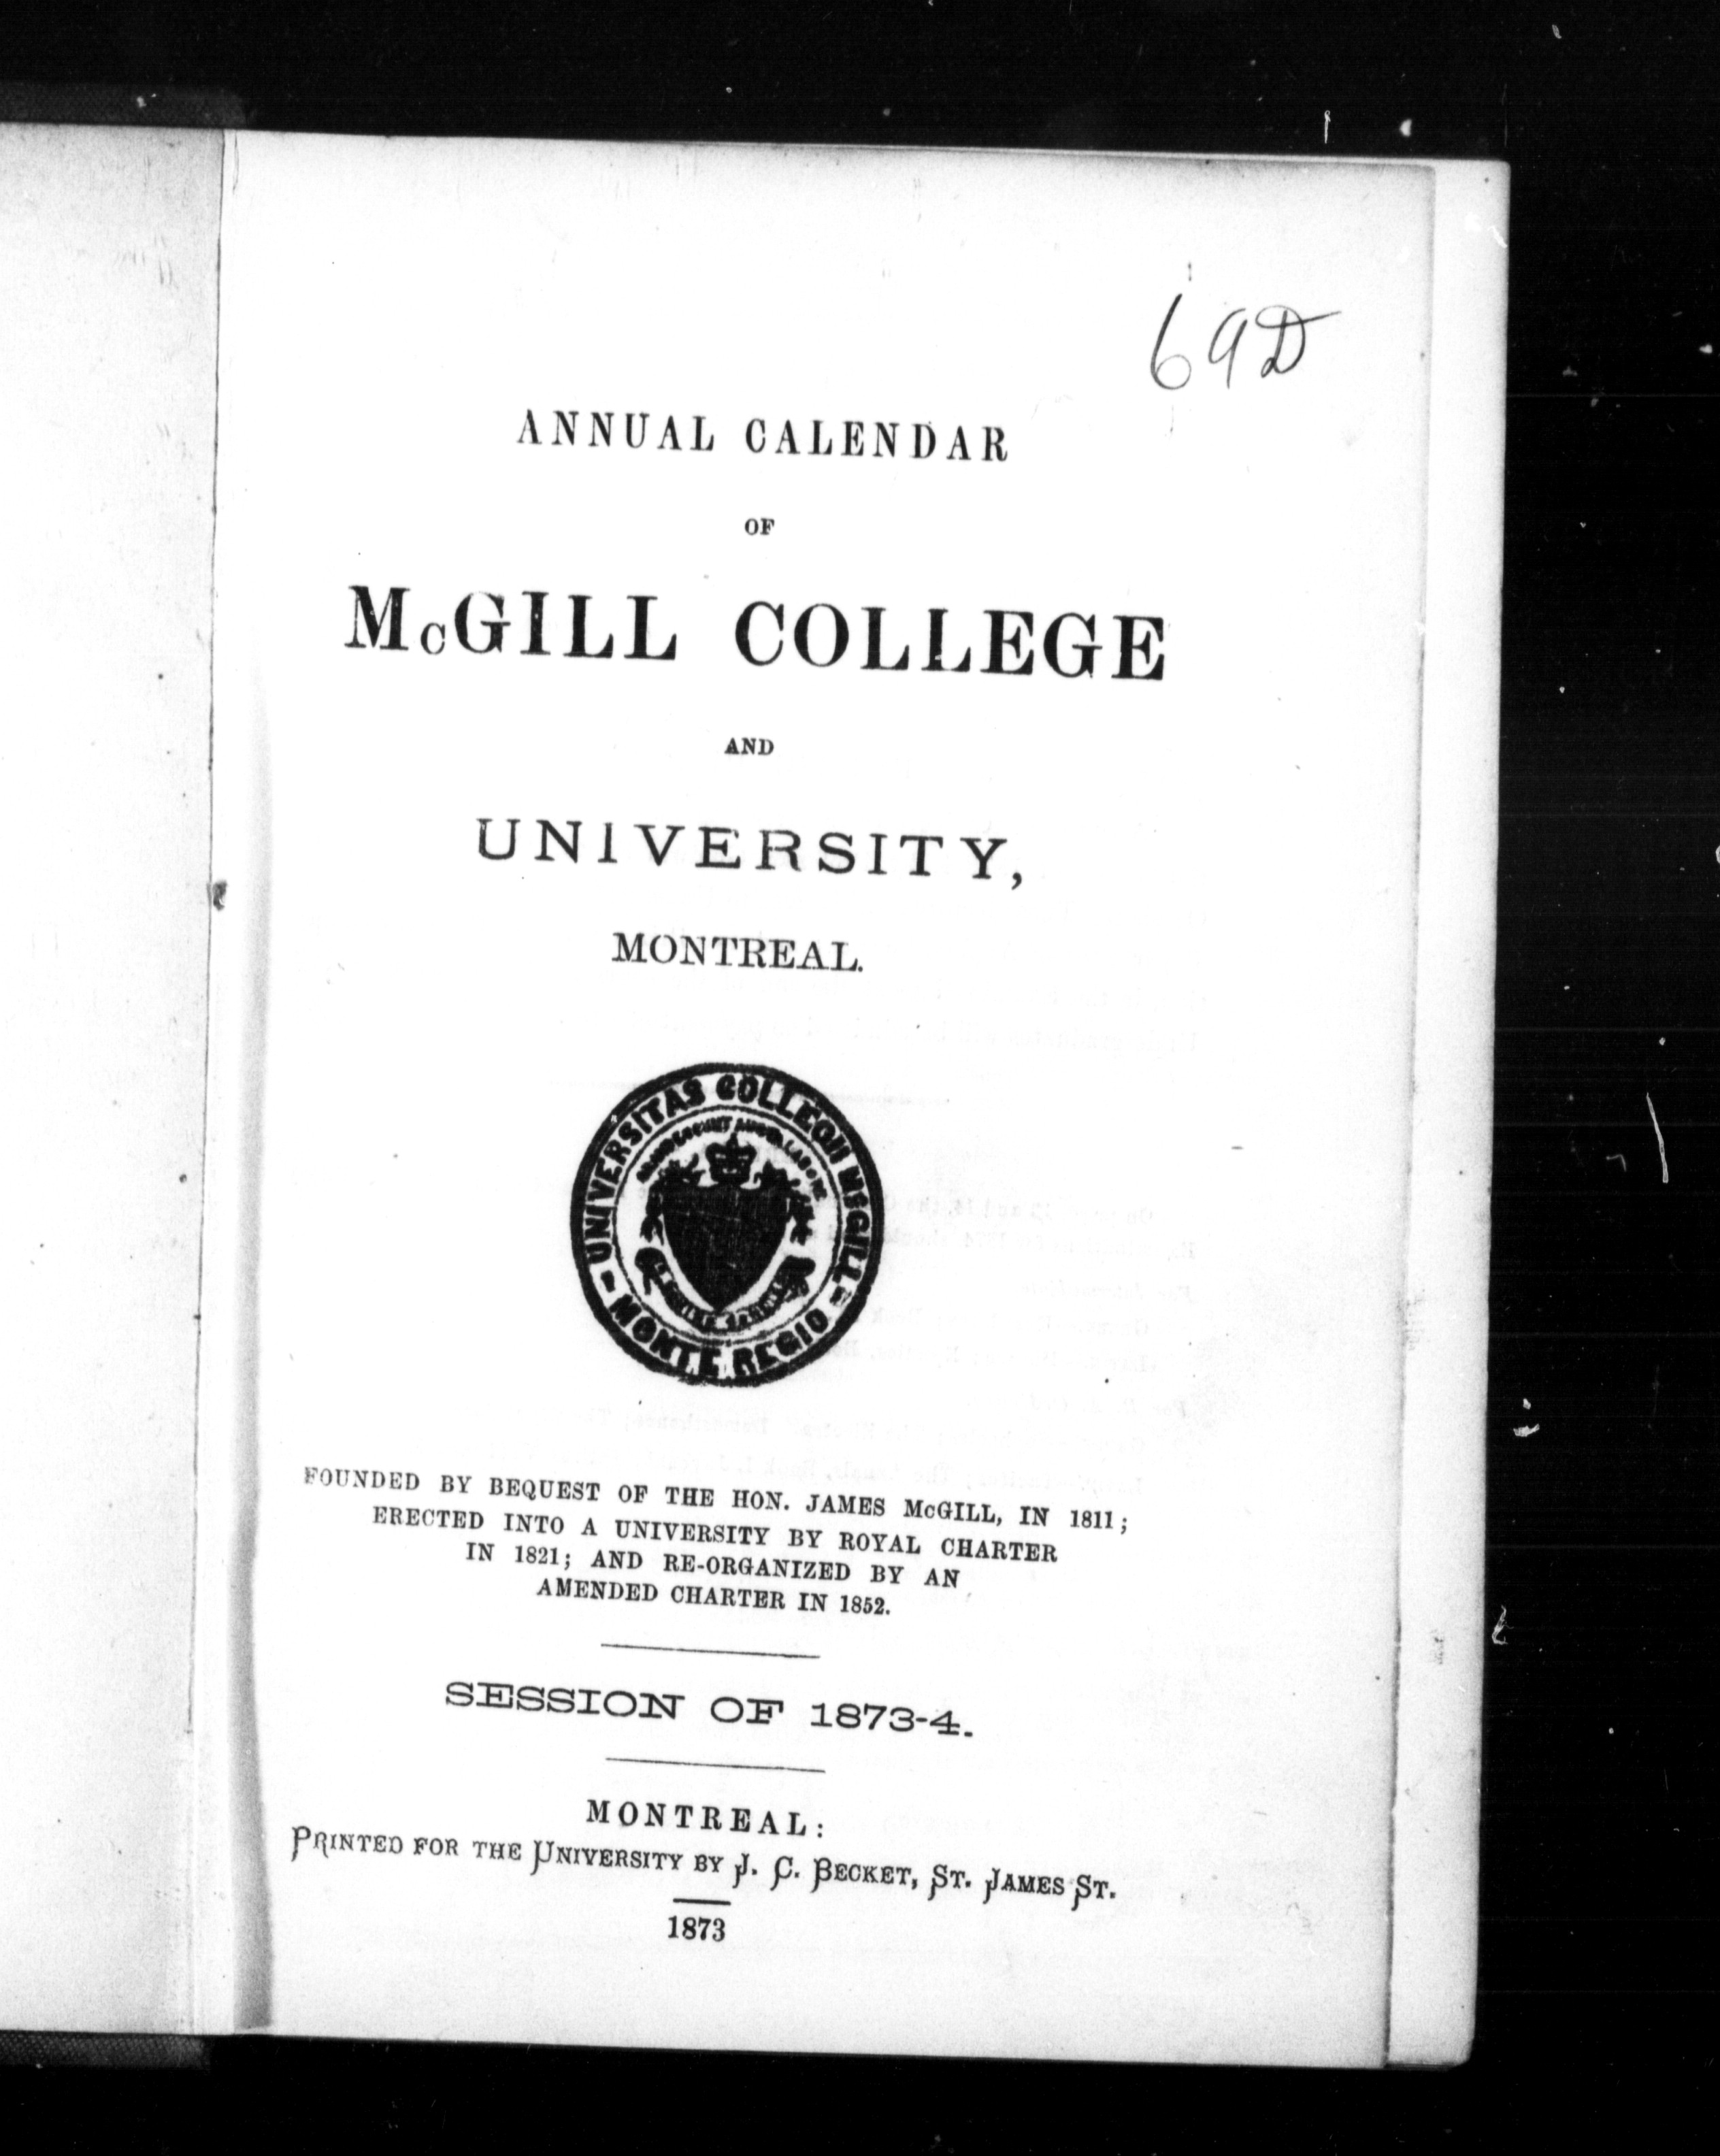 69D
ANNUAL CALENDAR
OF
McGILL COLLEGE
AND
UNIVERSITY,
MONTREAL.
UNIVERSITAS COLLEGII McGILL
MONTE REGIO
FOUNDED BY BEQUEST OF THE HON. JAMES McGILL, IN 1811;
ERECTED INTO A UNIVERSITY BY ROYAL CHARTER
IN 1821; AND RE-ORGANIZED BY AN
AMENDED CHARTER IN 1852.
SESSION OF 1873-4.
MONTREAL:
PRINTED FOR THE UNIVERSITY BY J. C. BECKET, ST. JAMES ST.
1873